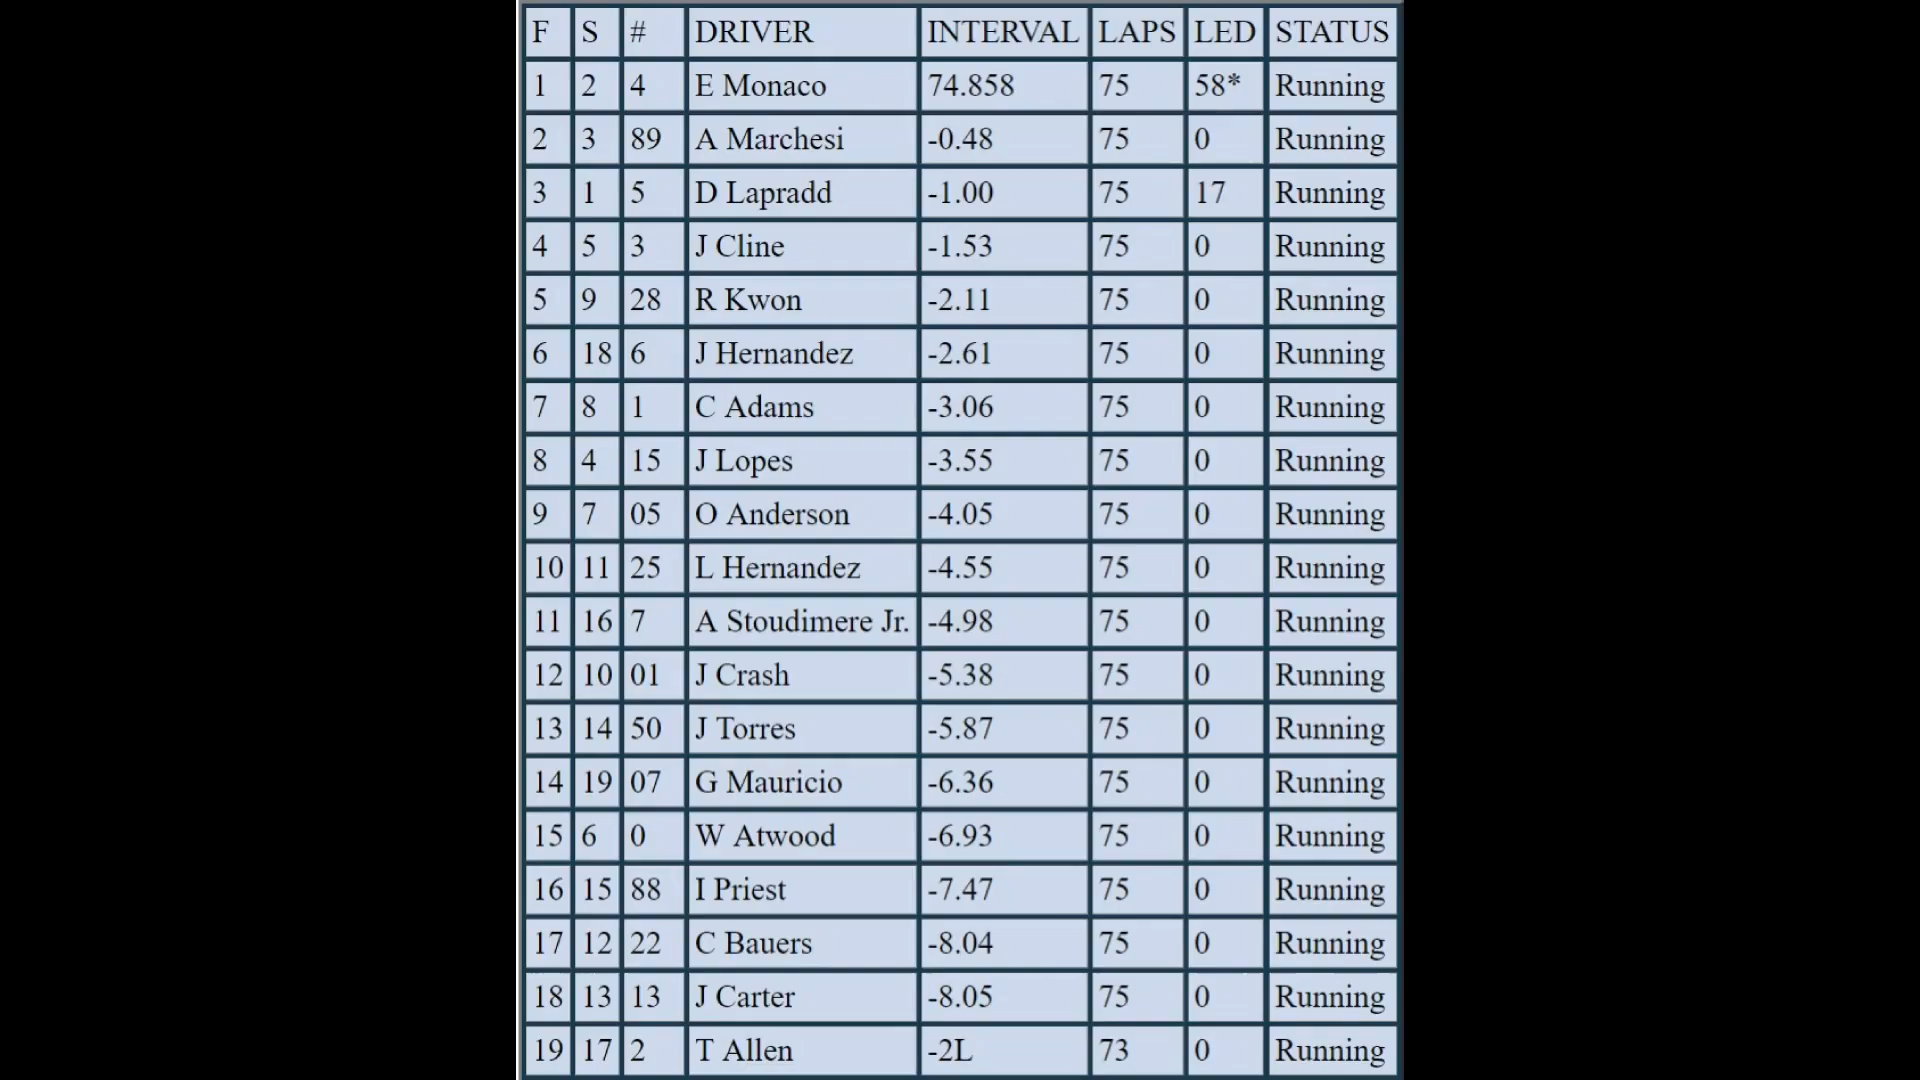 F S # DRIVER INTERVAL LAPS LED STATUS
1 2 4 E Monaco 74.858 75 58* Running
2 3 89 A Marchesi -0.48 75 0 Running
3 1 5 D Lapradd -1.00 75 17 Running
4 5 3 J Cline -1.53 75 0 Running
5 9 28 R Kwon -2.11 75 0 Running
6 18 6 J Hernandez -2.61 75 0 Running
7 8 1 C Adams -3.06 75 0 Running
8 4 15 J Lopes -3.55 75 0 Running
9 7 05 O Anderson -4.05 75 0 Running
10 11 25 L Hernandez -4.55 75 0 Running
11 16 7 A Stoudimere Jr. -4.98 75 0 Running
12 10 01 J Crash -5.38 75 0 Running
13 14 50 J Torres -5.87 75 0 Running
14 19 07 G Mauricio -6.36 75 0 Running
15 6 0 W Atwood -6.93 75 0 Running
16 15 88 I Priest -7.47 75 0 Running
17 12 22 C Bauers -8.04 75 0 Running
18 13 13 J Carter -8.05 75 0 Running
19 17 2 T Allen -2L 73 0 Running